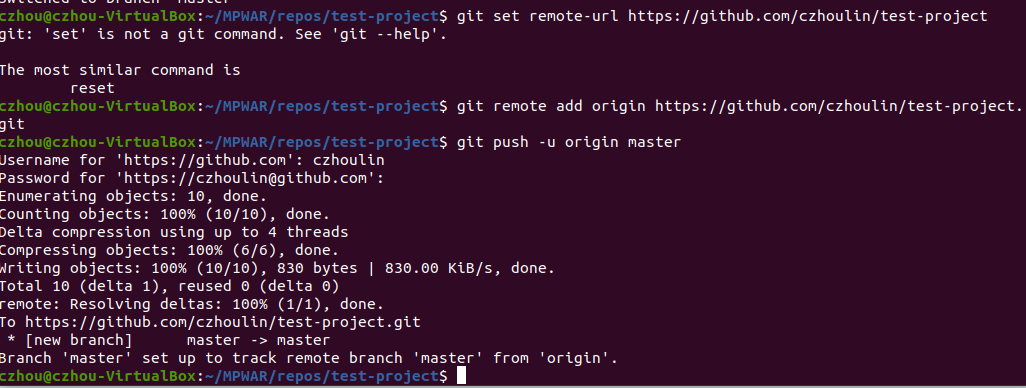 Switched to branch 'master'
czhou@czhou-VirtualBox:~/MPWAR/repos/test-project$ git set remote-url https://github.com/czhoulin/test-project
git: 'set' is not a git command. See 'git --help'.
The most similar command is
reset
czhou@czhou-VirtualBox:~/MPWAR/repos/test-project$ git remote add origin https://github.com/czhoulin/test-project.
git
czhou@czhou-VirtualBox:~/MPWAR/repos/test-project$ git push -u origin master
Username for 'https://github.com': czhoulin
Password for 'https://czhoulin@github.com':
Enumerating objects: 10, done.
Counting objects: 100% (10/10), done.
Delta compression using up to 4 threads
Compressing objects: 100% (6/6), done.
Writing objects: 100% (10/10), 830 bytes | 830.00 KiB/s, done.
Total 10 (delta 1), reused 0 (delta 0)
remote: Resolving deltas: 100% (1/1), done.
To https://github.com/czhoulin/test-project.git
* [new branch] master -> master
Branch 'master' set up to track remote branch 'master' from 'origin'.
czhou@czhou-VirtualBox:~/MPWAR/repos/test-project$